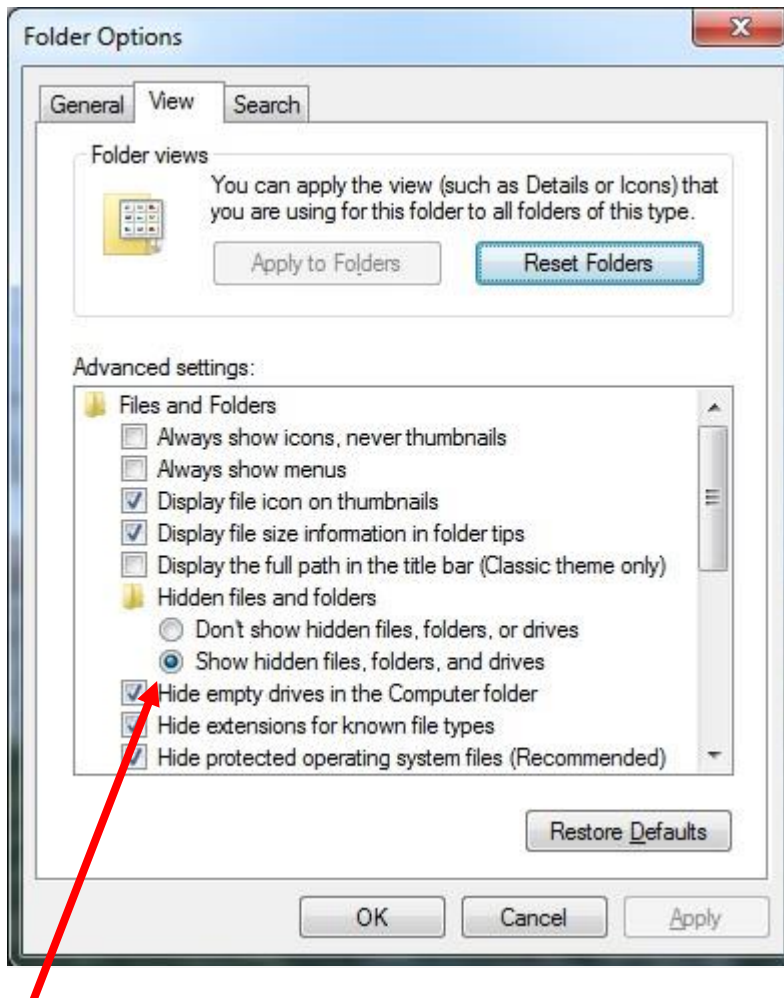 Folder Options
General View Search
Folder views
You can apply the view (such as Details or Icons) that
you are using for this folder to all folders of this type.
Apply to Folders Reset Folders
Advanced settings:
Files and Folders
Always show icons, never thumbnails
Always show menus
Display file icon on thumbnails
Display file size information in folder tips
Display the full path in the title bar (Classic theme only)
Hidden files and folders
Don't show hidden files, folders, or drives
Show hidden files, folders, and drives
Hide empty drives in the Computer folder
Hide extensions for known file types
Hide protected operating system files (Recommended)
Restore Defaults
OK Cancel Apply